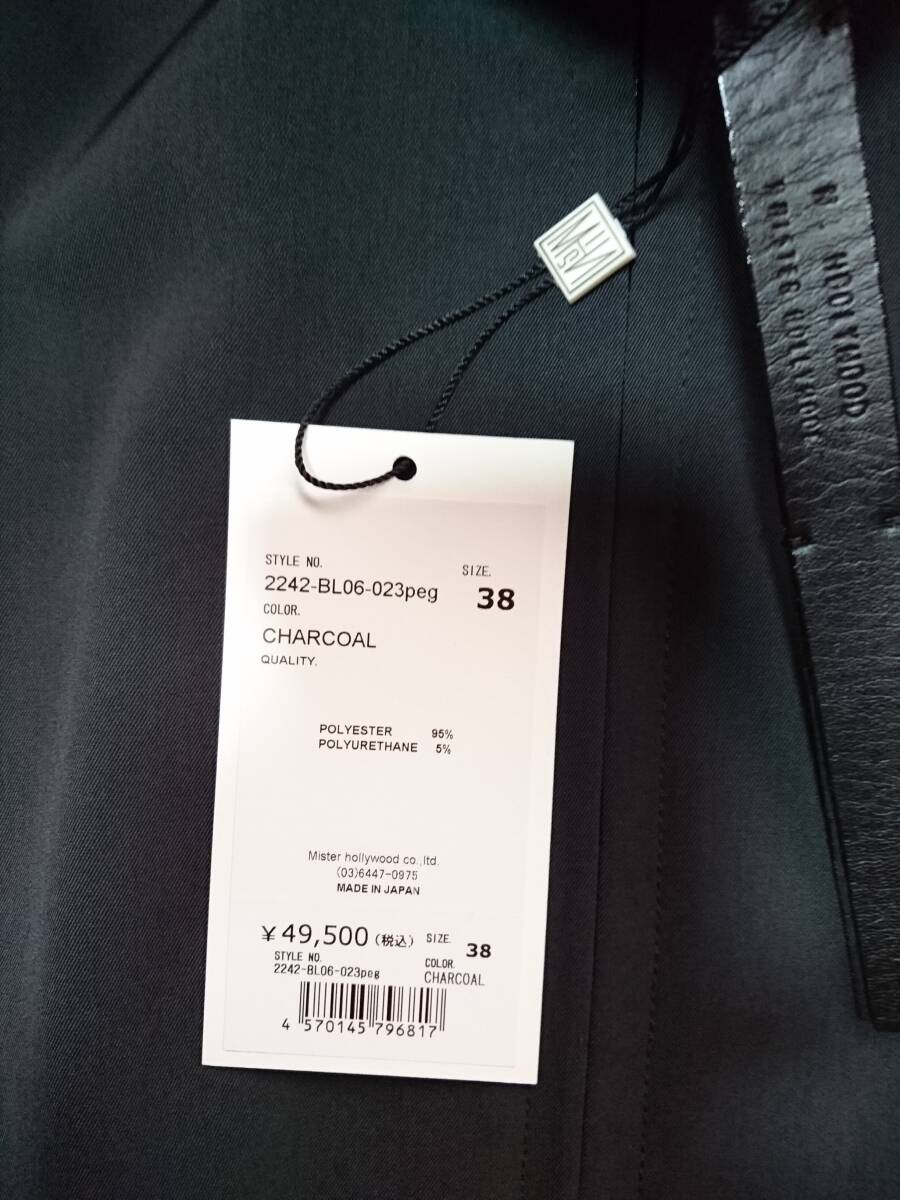 N. HOOLYWOOD
MISTER HOLLYWOOD
STYLE NO.
2242-BL06-023peg
SIZE.
38
COLOR.
CHARCOAL
QUALITY.
POLYESTER 95%
POLYURETHANE 5%
Mister hollywood co.,ltd.
(03)6447-0975
MADE IN JAPAN
¥49,500(税込)
SIZE. 38
STYLE NO.
2242-BL06-023peg
COLOR.
CHARCOAL
4 570145 796817